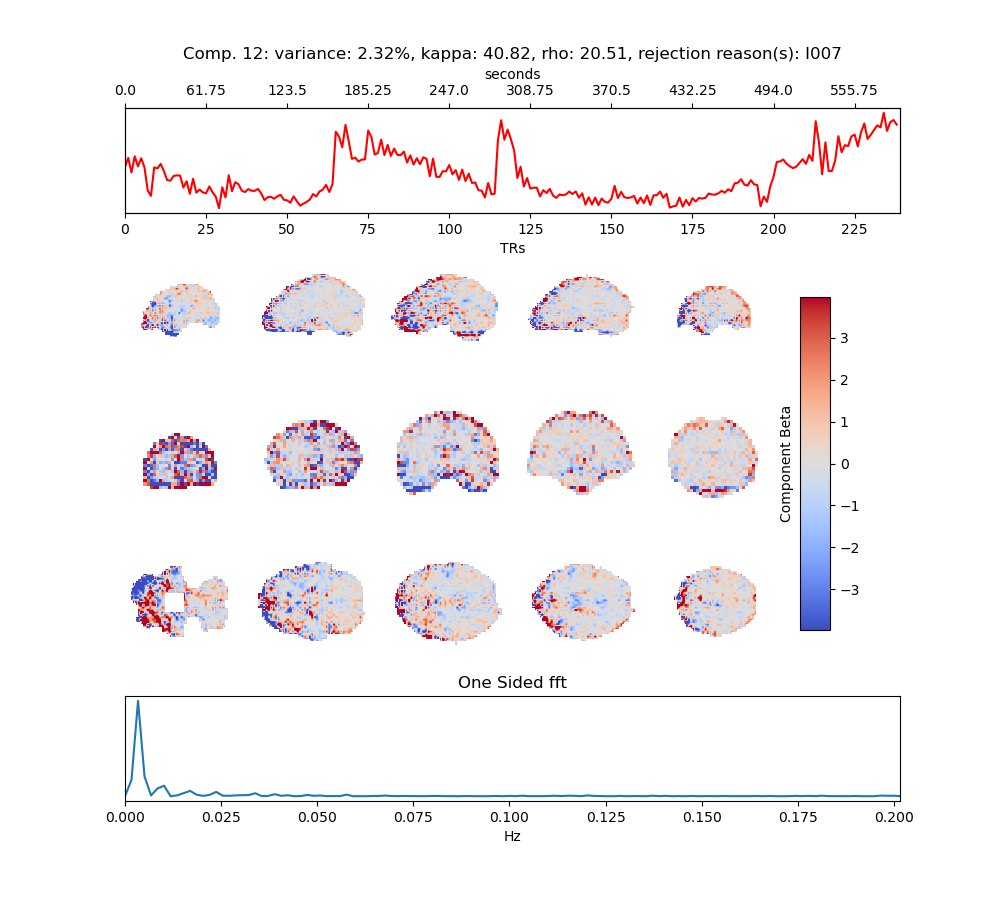 Comp. 12: variance: 2.32%, kappa: 40.82, rho: 20.51, rejection reason(s): I007
seconds
0.0 61.75 123.5 185.25 247.0 308.75 370.5 432.25 494.0 555.75
0 25 50 75 100 125 150 175 200 225
TRs
3
2
1
0
−1
−2
−3
Component Beta
One Sided fft
0.000 0.025 0.050 0.075 0.100 0.125 0.150 0.175 0.200
Hz